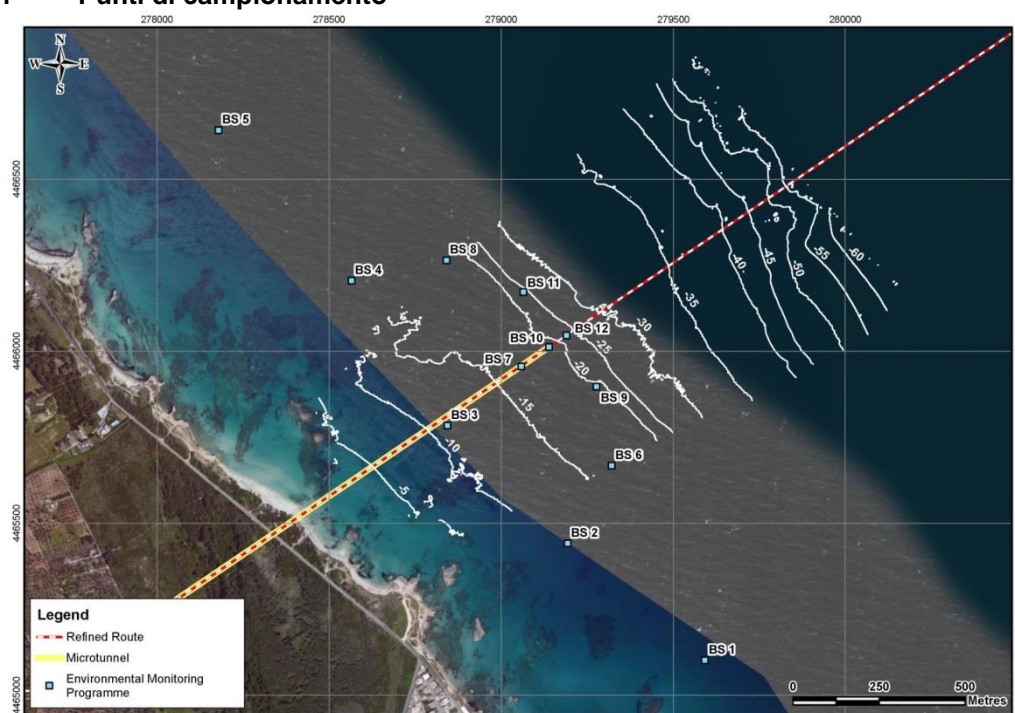 Punti di campionamento
278000 278500 279000 279500 280000
4466500
4466000
4465500
4465000
N
W E
S
BS 5
BS 8
BS 4
BS 11
BS 12
BS 10
BS 7
BS 9
BS 3
BS 6
BS 2
BS 1
-5
-10
-15
-20
-25
-30
-35
-40
-45
-50
-55
-60
Legend
Refined Route
Microtunnel
Environmental Monitoring
Programme
0 250 500
Metres